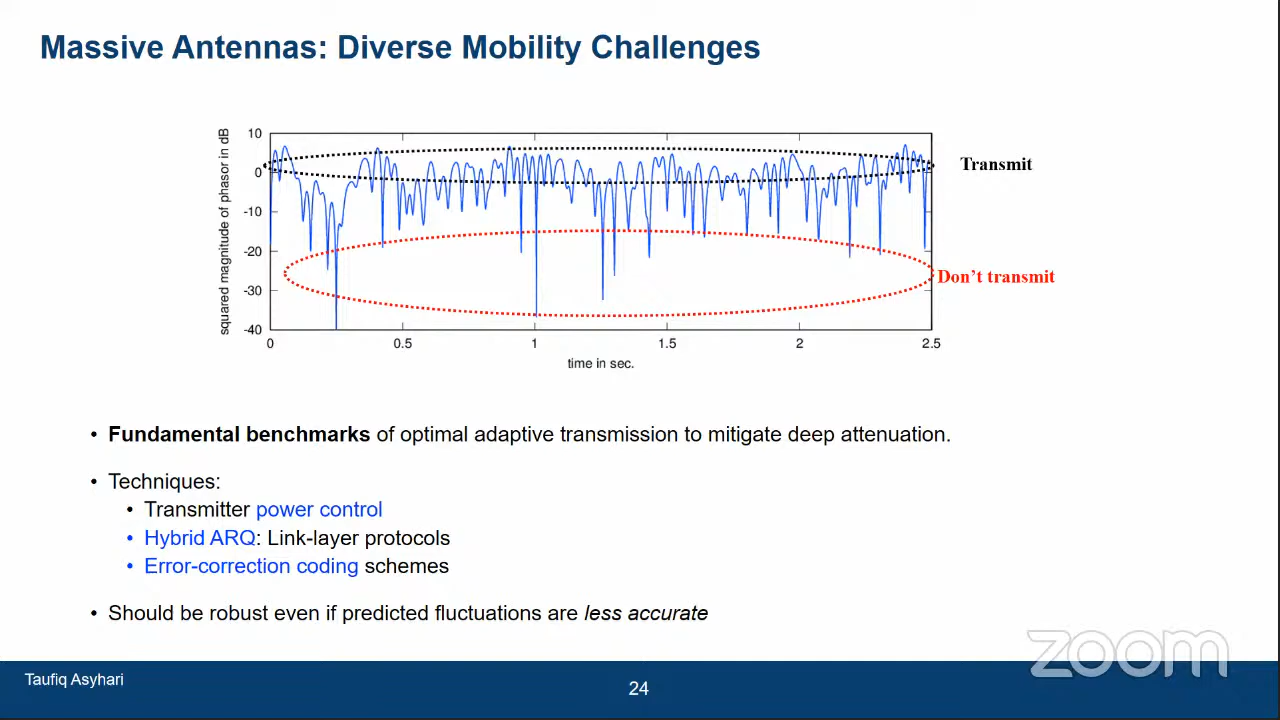 Massive Antennas: Diverse Mobility Challenges
squared magnitude of phasor in dB
10
0
-10
-20
-30
-40
0
0.5
1
1.5
2
2.5
time in sec.
Transmit
Don't transmit
• Fundamental benchmarks of optimal adaptive transmission to mitigate deep attenuation.
• Techniques:
• Transmitter power control
• Hybrid ARQ: Link-layer protocols
• Error-correction coding schemes
• Should be robust even if predicted fluctuations are less accurate
zoom
Taufiq Asyhari
24